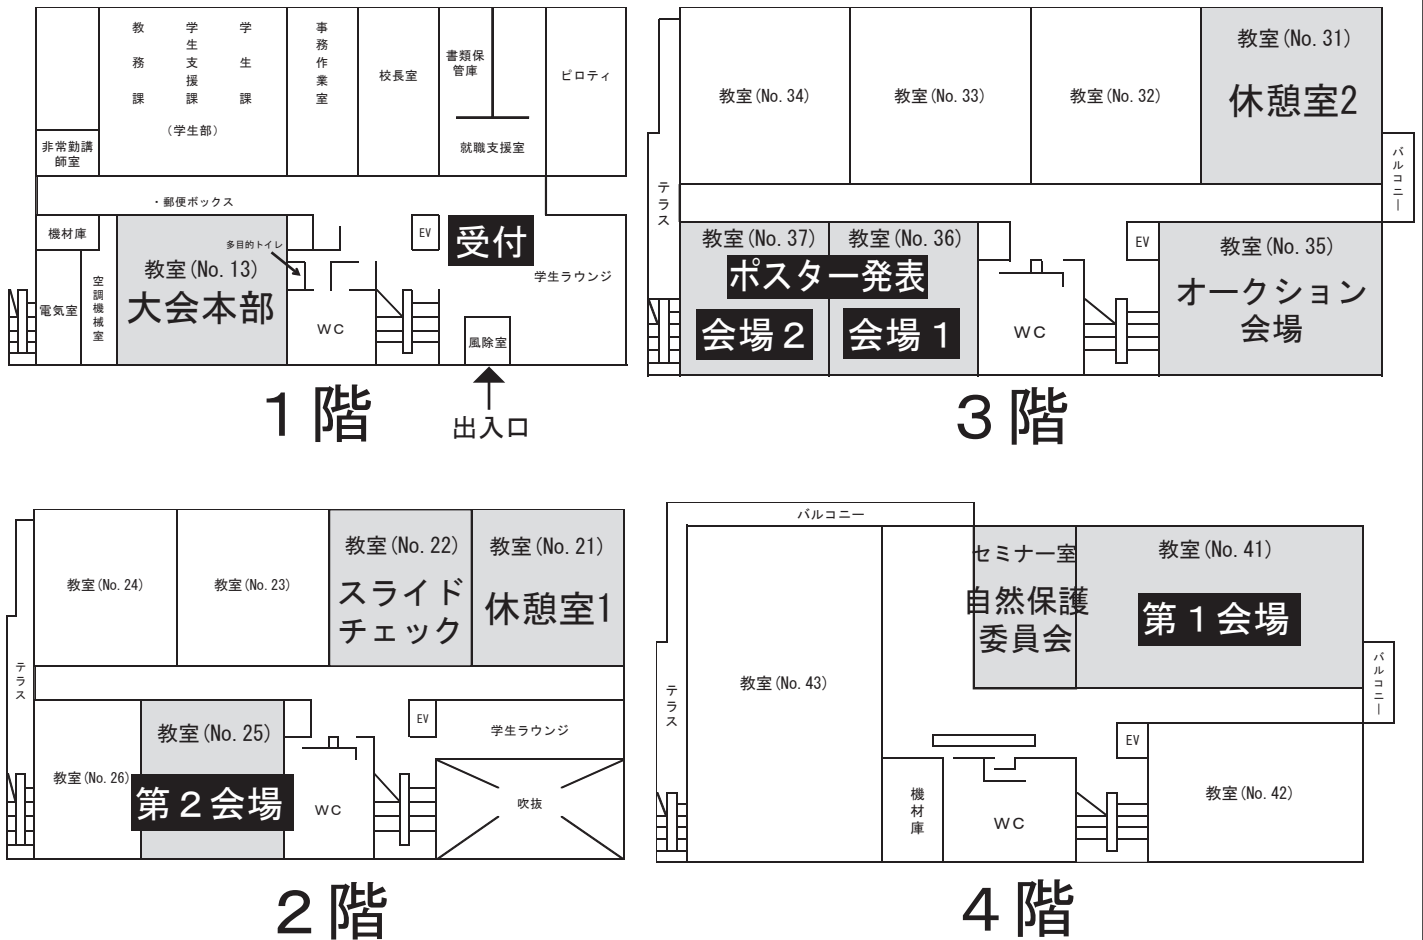 教務課
学生支援課
学生課
（学生部）
事務作業室
校長室
書類保
管庫
就職支援室
ピロティ
非常勤講
師室
・郵便ボックス
機材庫
電気室
空調機械室
多目的トイレ
教室(No.13)
大会本部
WC
EV
受付
学生ラウンジ
風除室
出入口
１階
教室(No.34)
教室(No.33)
教室(No.32)
教室(No.31)
休憩室2
バルコニー
テラス
教室(No.37)
教室(No.36)
ポスター発表
会場２
会場１
WC
EV
教室(No.35)
オークション
会場
３階
教室(No.24)
教室(No.23)
教室(No.22)
スライド
チェック
教室(No.21)
休憩室1
テラス
教室(No.26)
教室(No.25)
第２会場
WC
EV
学生ラウンジ
吹抜
２階
バルコニー
セミナー室
自然保護
委員会
教室(No.41)
第１会場
教室(No.43)
テラス
バルコニー
機材庫
WC
EV
教室(No.42)
４階